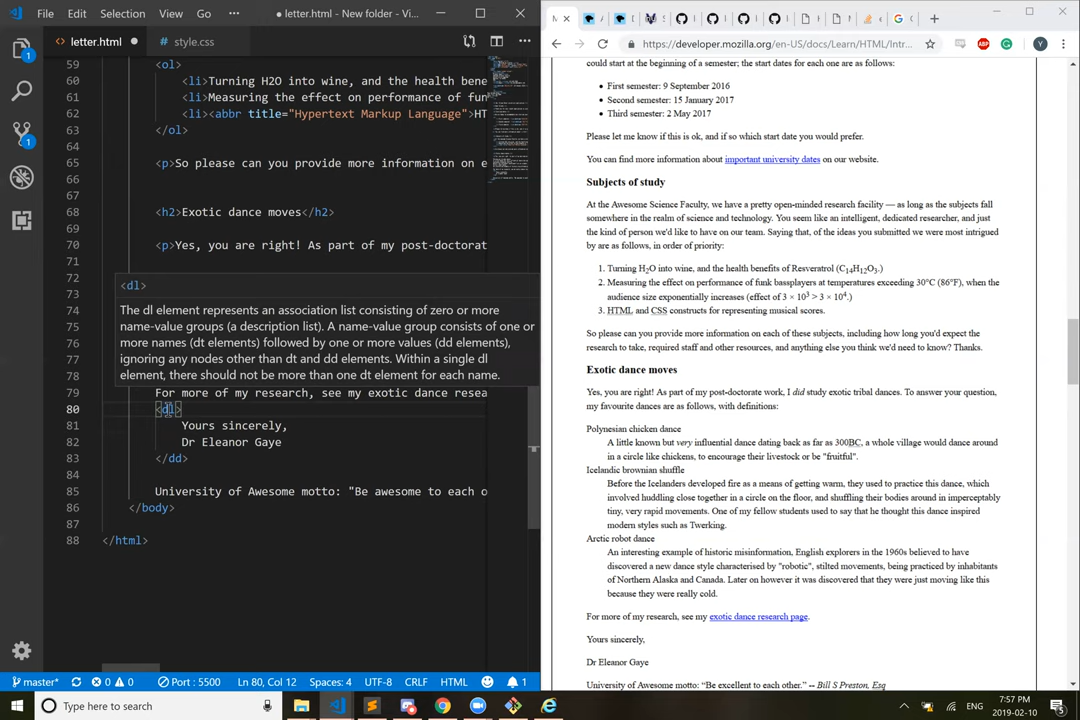 File Edit Selection View Go ··· ● letter.html - New folder - Vi...
letter.html ● style.css
59 <ol>
60 <li>Turning H2O into wine, and the health bene
61 <li>Measuring the effect on performance of fun
62 <li><abbr title="Hypertext Markup Language">HT
63 </ol>
64
65 <p>So please can you provide more information on e
66
67
68 <h2>Exotic dance moves</h2>
69
70 <p>Yes, you are right! As part of my post-doctorat
71
72
73
74
75
76
77
78
<dl>
The dl element represents an association list consisting of zero or more
name-value groups (a description list). A name-value group consists of one or
more names (dt elements) followed by one or more values (dd elements),
ignoring any nodes other than dt and dd elements. Within a single dl
element, there should not be more than one dt element for each name.
79 For more of my research, see my exotic dance resea
80 <dl>
81 Yours sincerely,
82 Dr Eleanor Gaye
83 </dd>
84
85 University of Awesome motto: "Be awesome to each o
86 </body>
87
88 </html>
master* 0 0 Port : 5500 Ln 80, Col 12 Spaces: 4 UTF-8 CRLF HTML 1
https://developer.mozilla.org/en-US/docs/Learn/HTML/Intr...
could start at the beginning of a semester; the start dates for each one are as follows:
• First semester: 9 September 2016
• Second semester: 15 January 2017
• Third semester: 2 May 2017
Please let me know if this is ok, and if so which start date you would prefer.
You can find more information about important university dates on our website.
Subjects of study
At the Awesome Science Faculty, we have a pretty open-minded research facility — as long as the subjects fall
somewhere in the realm of science and technology. You seem like an intelligent, dedicated researcher, and just
the kind of person we'd like to have on our team. Saying that, of the ideas you submitted we were most intrigued
by are as follows, in order of priority:
1. Turning H₂O into wine, and the health benefits of Resveratrol (C₁₄H₁₂O₃.)
2. Measuring the effect on performance of funk bassplayers at temperatures exceeding 30°C (86°F), when the
audience size exponentially increases (effect of 3 × 10³ > 3 × 10⁴.)
3. HTML and CSS constructs for representing musical scores.
So please can you provide more information on each of these subjects, including how long you'd expect the
research to take, required staff and other resources, and anything else you think we'd need to know? Thanks.
Exotic dance moves
Yes, you are right! As part of my post-doctorate work, I did study exotic tribal dances. To answer your question,
my favourite dances are as follows, with definitions:
Polynesian chicken dance
A little known but very influential dance dating back as far as 300BC, a whole village would dance around
in a circle like chickens, to encourage their livestock or be "fruitful".
Icelandic brownian shuffle
Before the Icelanders developed fire as a means of getting warm, they used to practice this dance, which
involved huddling close together in a circle on the floor, and shuffling their bodies around in imperceptably
tiny, very rapid movements. One of my fellow students used to say that he thought this dance inspired
modern styles such as Twerking.
Arctic robot dance
An interesting example of historic misinformation, English explorers in the 1960s believed to have
discovered a new dance style characterised by "robotic", stilted movements, being practiced by inhabitants
of Northern Alaska and Canada. Later on however it was discovered that they were just moving like this
because they were really cold.
For more of my research, see my exotic dance research page.
Yours sincerely,
Dr Eleanor Gaye
University of Awesome motto: “Be excellent to each other.” -- Bill S Preston, Esq
Type here to search
7:57 PM
2019-02-10